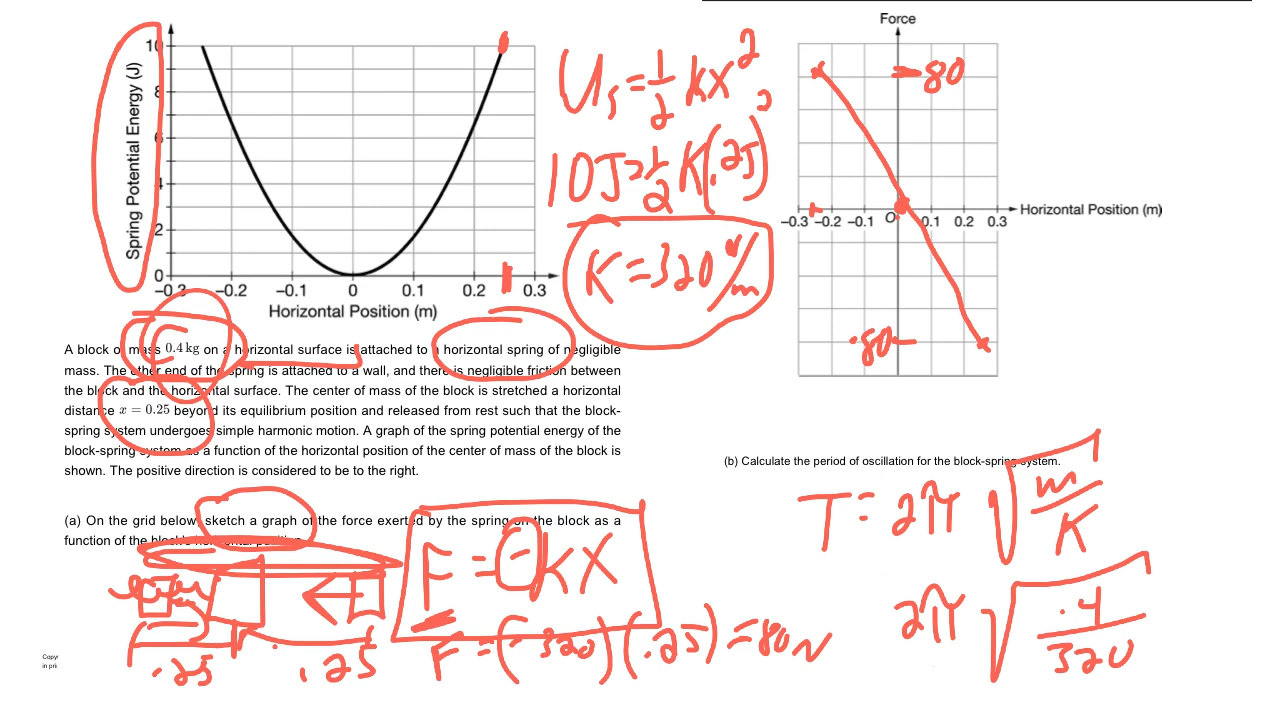 Spring Potential Energy (J)
10
8
6
4
2
0
−0.3 −0.2 −0.1 0 0.1 0.2 0.3
Horizontal Position (m)
Us = 1/2 kx²
10J = 1/2 K(.25)²
K = 320 N/m
Force
80
−0.3 −0.2 −0.1 O 0.1 0.2 0.3
Horizontal Position (m)
-80
A block of mass 0.4 kg on a horizontal surface is attached to a horizontal spring of negligible
mass. The other end of the spring is attached to a wall, and there is negligible friction between
the block and the horizontal surface. The center of mass of the block is stretched a horizontal
distance x = 0.25 beyond its equilibrium position and released from rest such that the block-
spring system undergoes simple harmonic motion. A graph of the spring potential energy of the
block-spring system as a function of the horizontal position of the center of mass of the block is
shown. The positive direction is considered to be to the right.
(a) On the grid below, sketch a graph of the force exerted by the spring on the block as a
function of the block's horizontal position.
F = -kx
.25 .25
F = (-320)(.25) = 80N
(b) Calculate the period of oscillation for the block-spring system.
T = 2π √(m/K)
2π √(.4/320)
Copyr
in pri